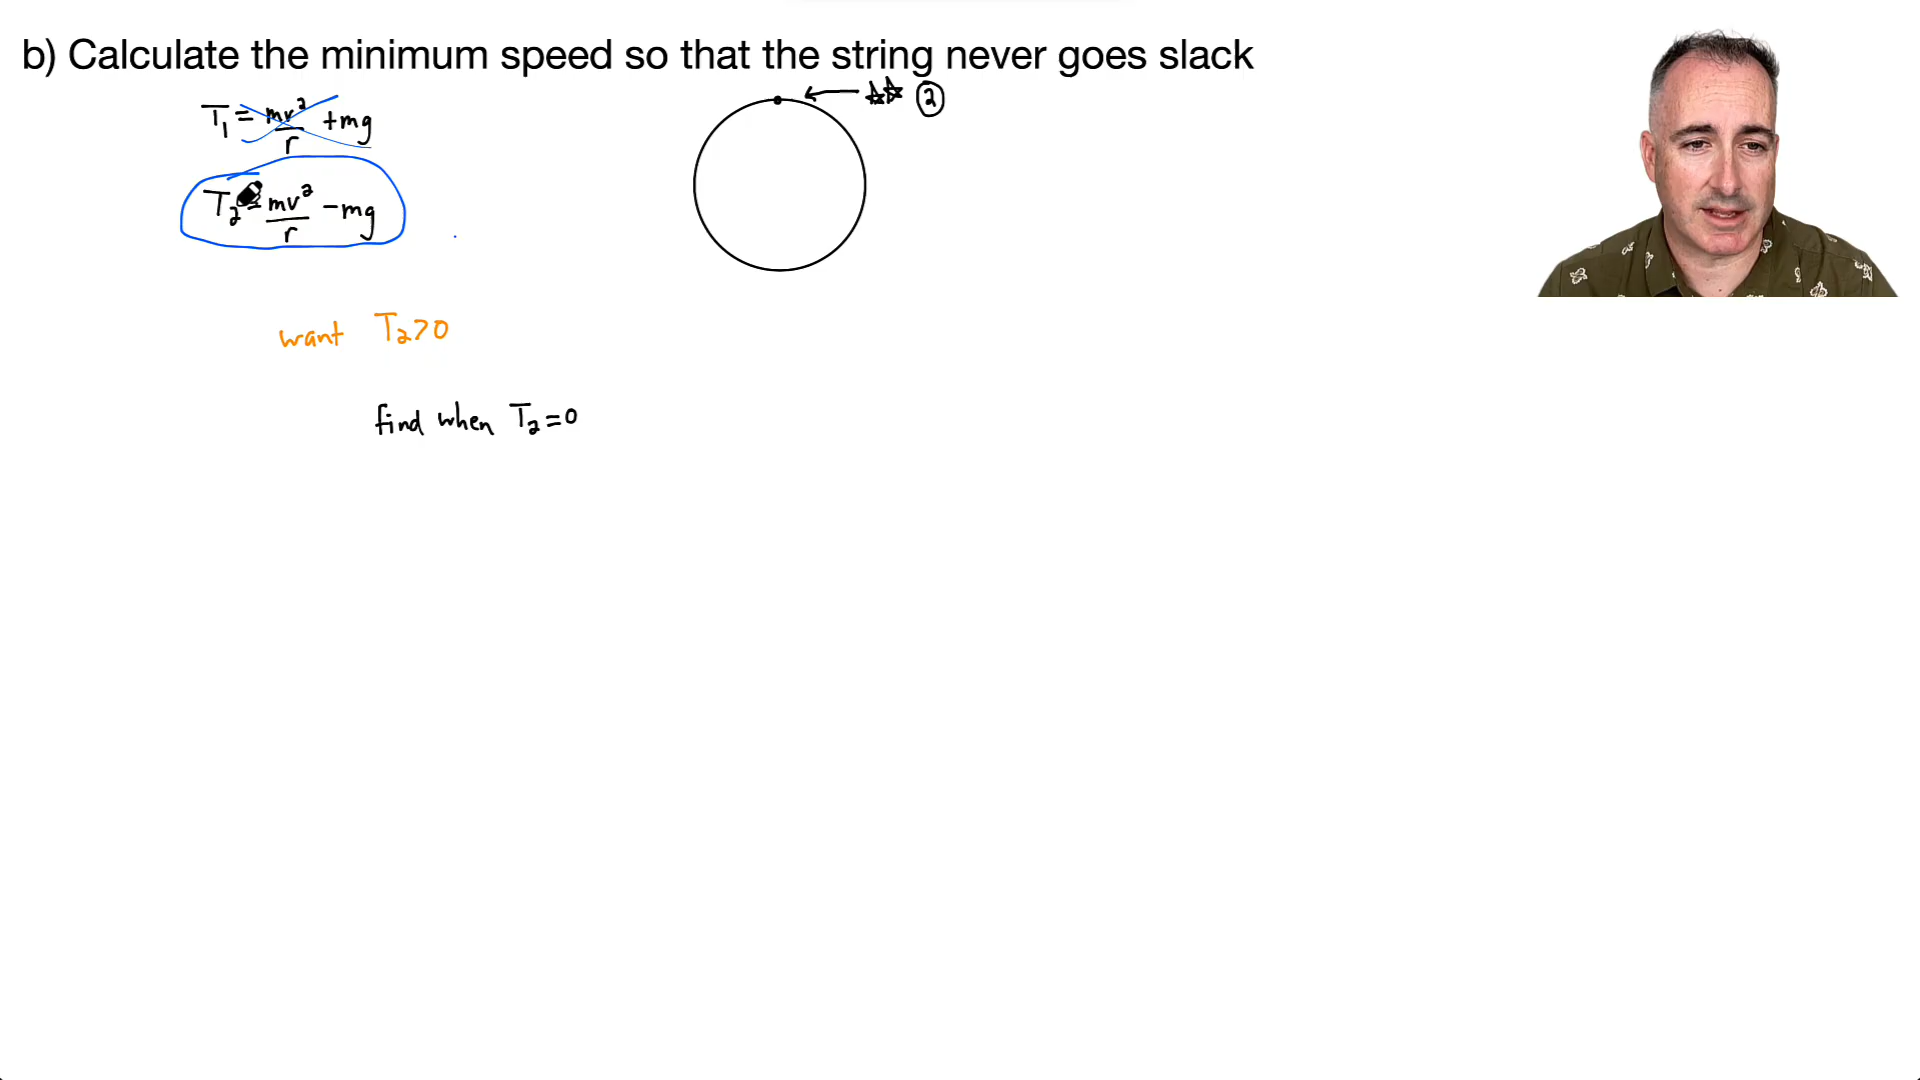 b) Calculate the minimum speed so that the string never goes slack
T₁ = mv²/r + mg
②
T₂ = mv²/r - mg
want T₂>0
find when T₂=0